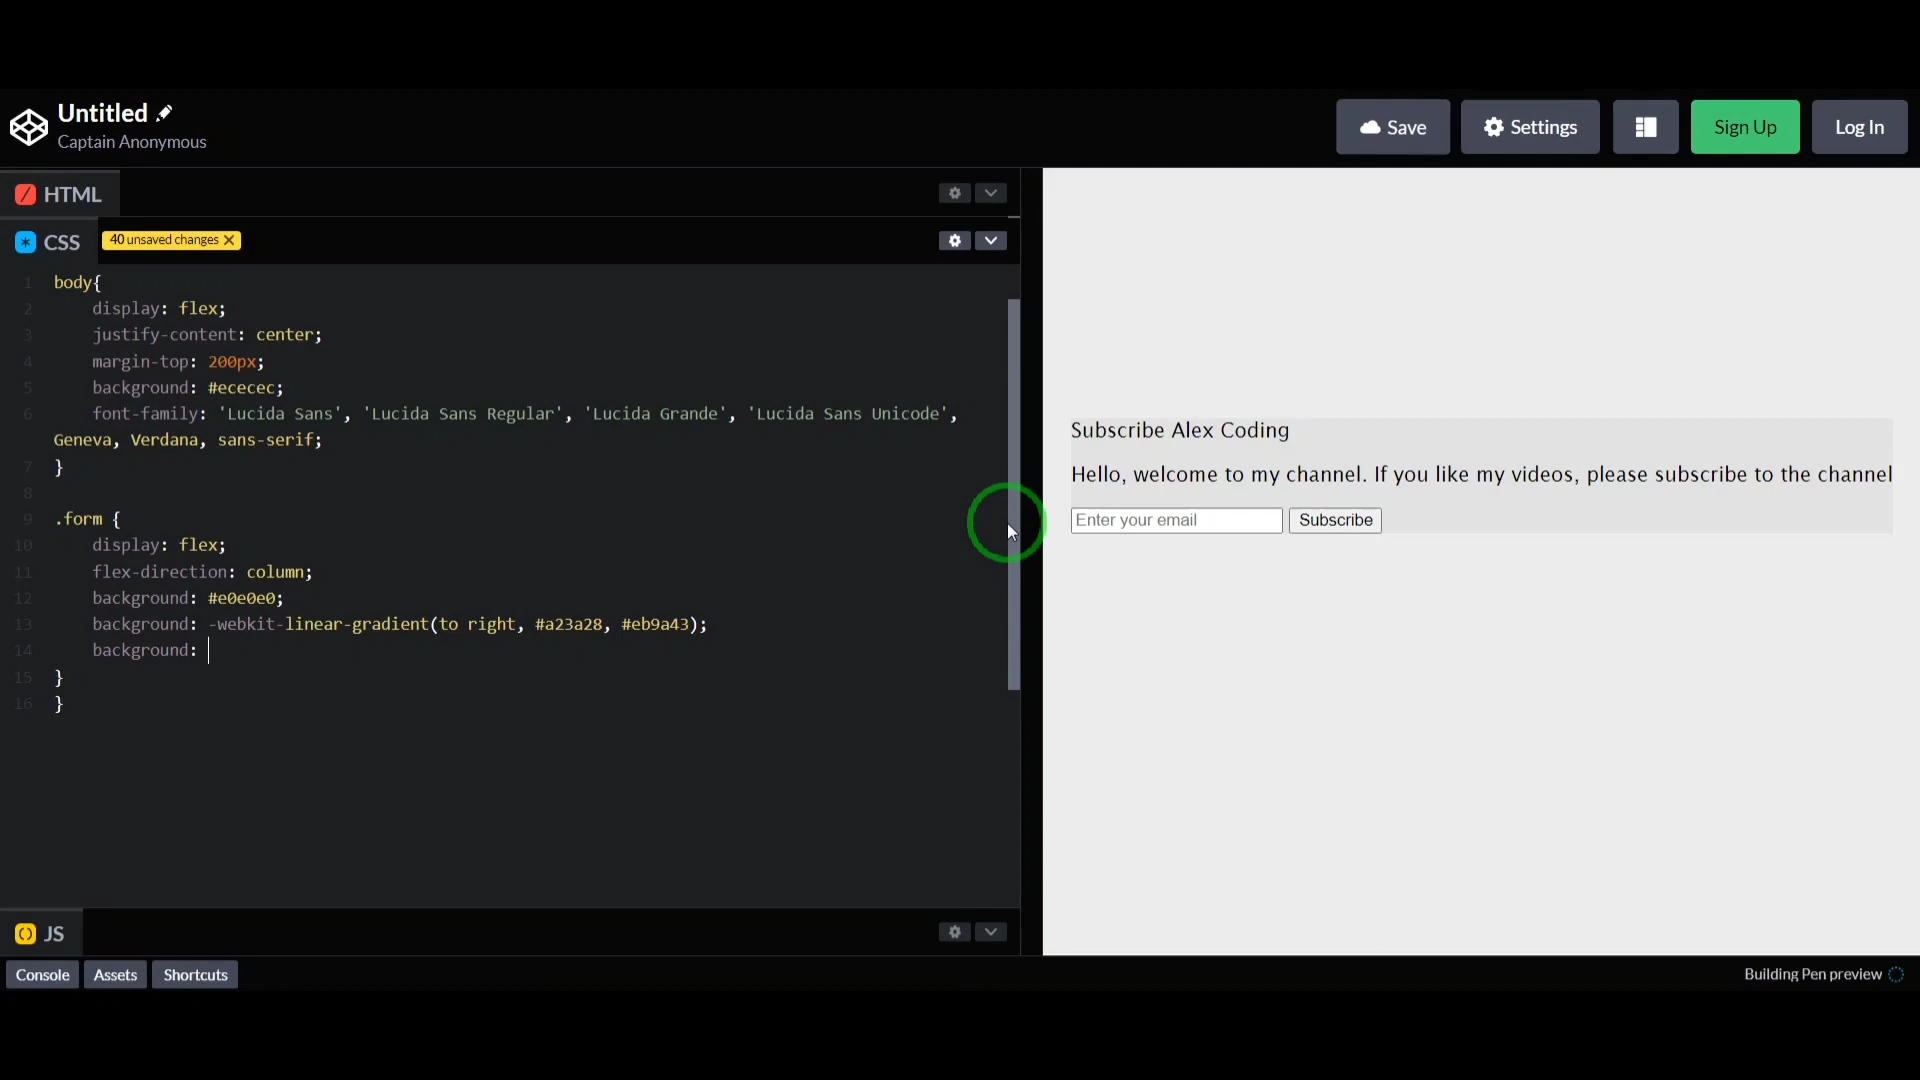 Untitled
Captain Anonymous
Save
Settings
Sign Up
Log In
HTML
CSS
40 unsaved changes
1 body{
2 display: flex;
3 justify-content: center;
4 margin-top: 200px;
5 background: #ececec;
6 font-family: 'Lucida Sans', 'Lucida Sans Regular', 'Lucida Grande', 'Lucida Sans Unicode',
Geneva, Verdana, sans-serif;
7 }
8
9 .form {
10 display: flex;
11 flex-direction: column;
12 background: #e0e0e0;
13 background: -webkit-linear-gradient(to right, #a23a28, #eb9a43);
14 background:
15 }
16 }
Subscribe Alex Coding
Hello, welcome to my channel. If you like my videos, please subscribe to the channel
Enter your email
Subscribe
JS
Console
Assets
Shortcuts
Building Pen preview